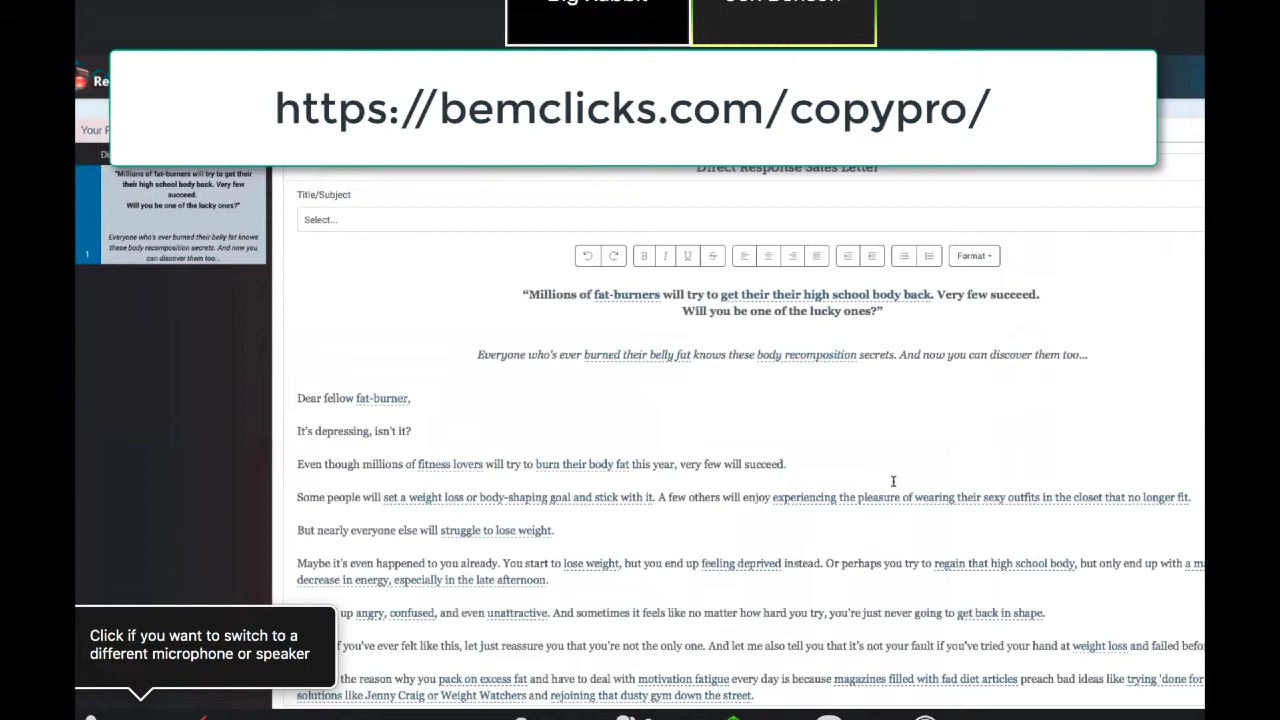 https://bemclicks.com/copypro/
Re
Your
Direct Response Sales Letter
"Millions of fat-burners will try to get their
their high school body back. Very few
succeed.
Will you be one of the lucky ones?"
Everyone who's ever burned their belly fat knows
these body recomposition secrets. And now you
can discover them too...
1
Title/Subject
Select...
B I U S
Format
“Millions of fat-burners will try to get their their high school body back. Very few succeed.
Will you be one of the lucky ones?”
Everyone who’s ever burned their belly fat knows these body recomposition secrets. And now you can discover them too...
Dear fellow fat-burner,
It’s depressing, isn’t it?
Even though millions of fitness lovers will try to burn their body fat this year, very few will succeed.
Some people will set a weight loss or body-shaping goal and stick with it. A few others will enjoy experiencing the pleasure of wearing their sexy outfits in the closet that no longer fit.
But nearly everyone else will struggle to lose weight.
Maybe it’s even happened to you already. You start to lose weight, but you end up feeling deprived instead. Or perhaps you try to regain that high school body, but only end up with a
decrease in energy, especially in the late afternoon.
up angry, confused, and even unattractive. And sometimes it feels like no matter how hard you try, you’re just never going to get back in shape.
if you’ve ever felt like this, let just reassure you that you’re not the only one. And let me also tell you that it’s not your fault if you’ve tried your hand at weight loss and failed
the reason why you pack on excess fat and have to deal with motivation fatigue every day is because magazines filled with fad diet articles preach bad ideas like trying 'done for
solutions like Jenny Craig or Weight Watchers and rejoining that dusty gym down the street.
Click if you want to switch to a
different microphone or speaker